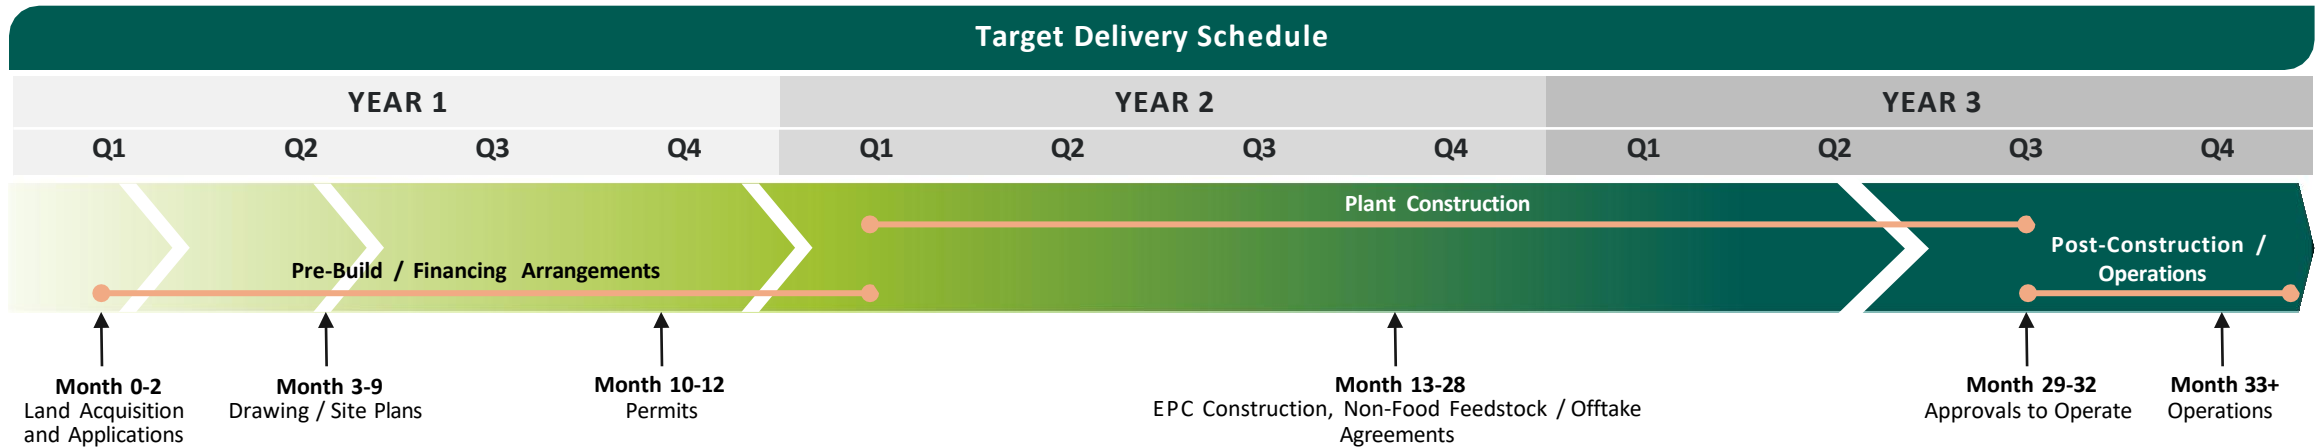 Target Delivery Schedule
YEAR 1
YEAR 2
YEAR 3
Q1
Q2
Q3
Q4
Q1
Q2
Q3
Q4
Q1
Q2
Q3
Q4
Plant Construction
Pre-Build / Financing Arrangements
Post-Construction /
Operations
Month 0-2
Land Acquisition
and Applications
Month 3-9
Drawing / Site Plans
Month 10-12
Permits
Month 13-28
EPC Construction, Non-Food Feedstock / Offtake
Agreements
Month 29-32
Approvals to Operate
Month 33+
Operations